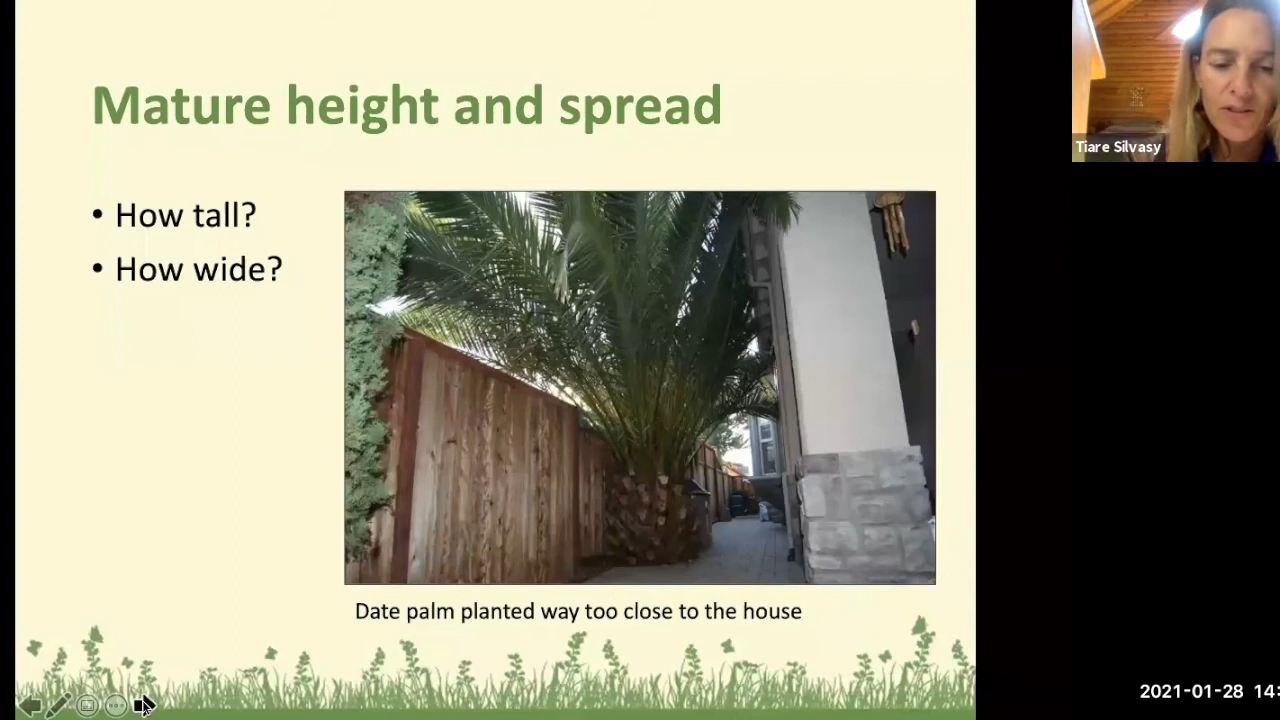 Mature height and spread
• How tall?
• How wide?
Date palm planted way too close to the house
Tiare Silvasy
2021-01-28 14: